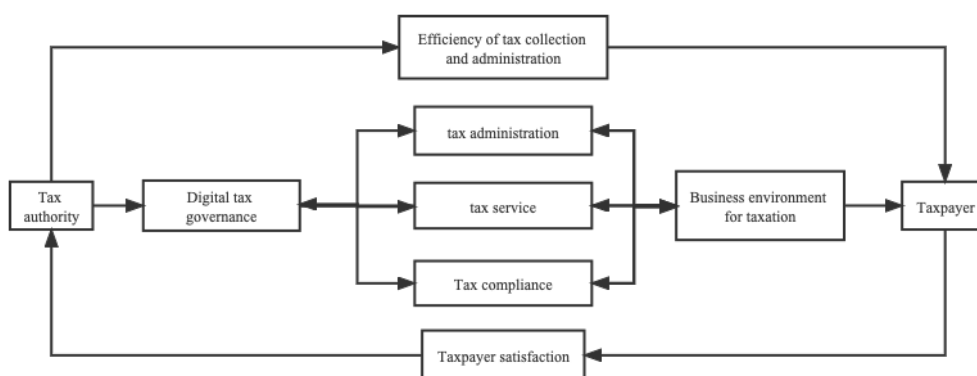 Efficiency of tax collection
and administration
tax administration
Tax
authority
Digital tax
governance
tax service
Business environment
for taxation
Taxpayer
Tax compliance
Taxpayer satisfaction